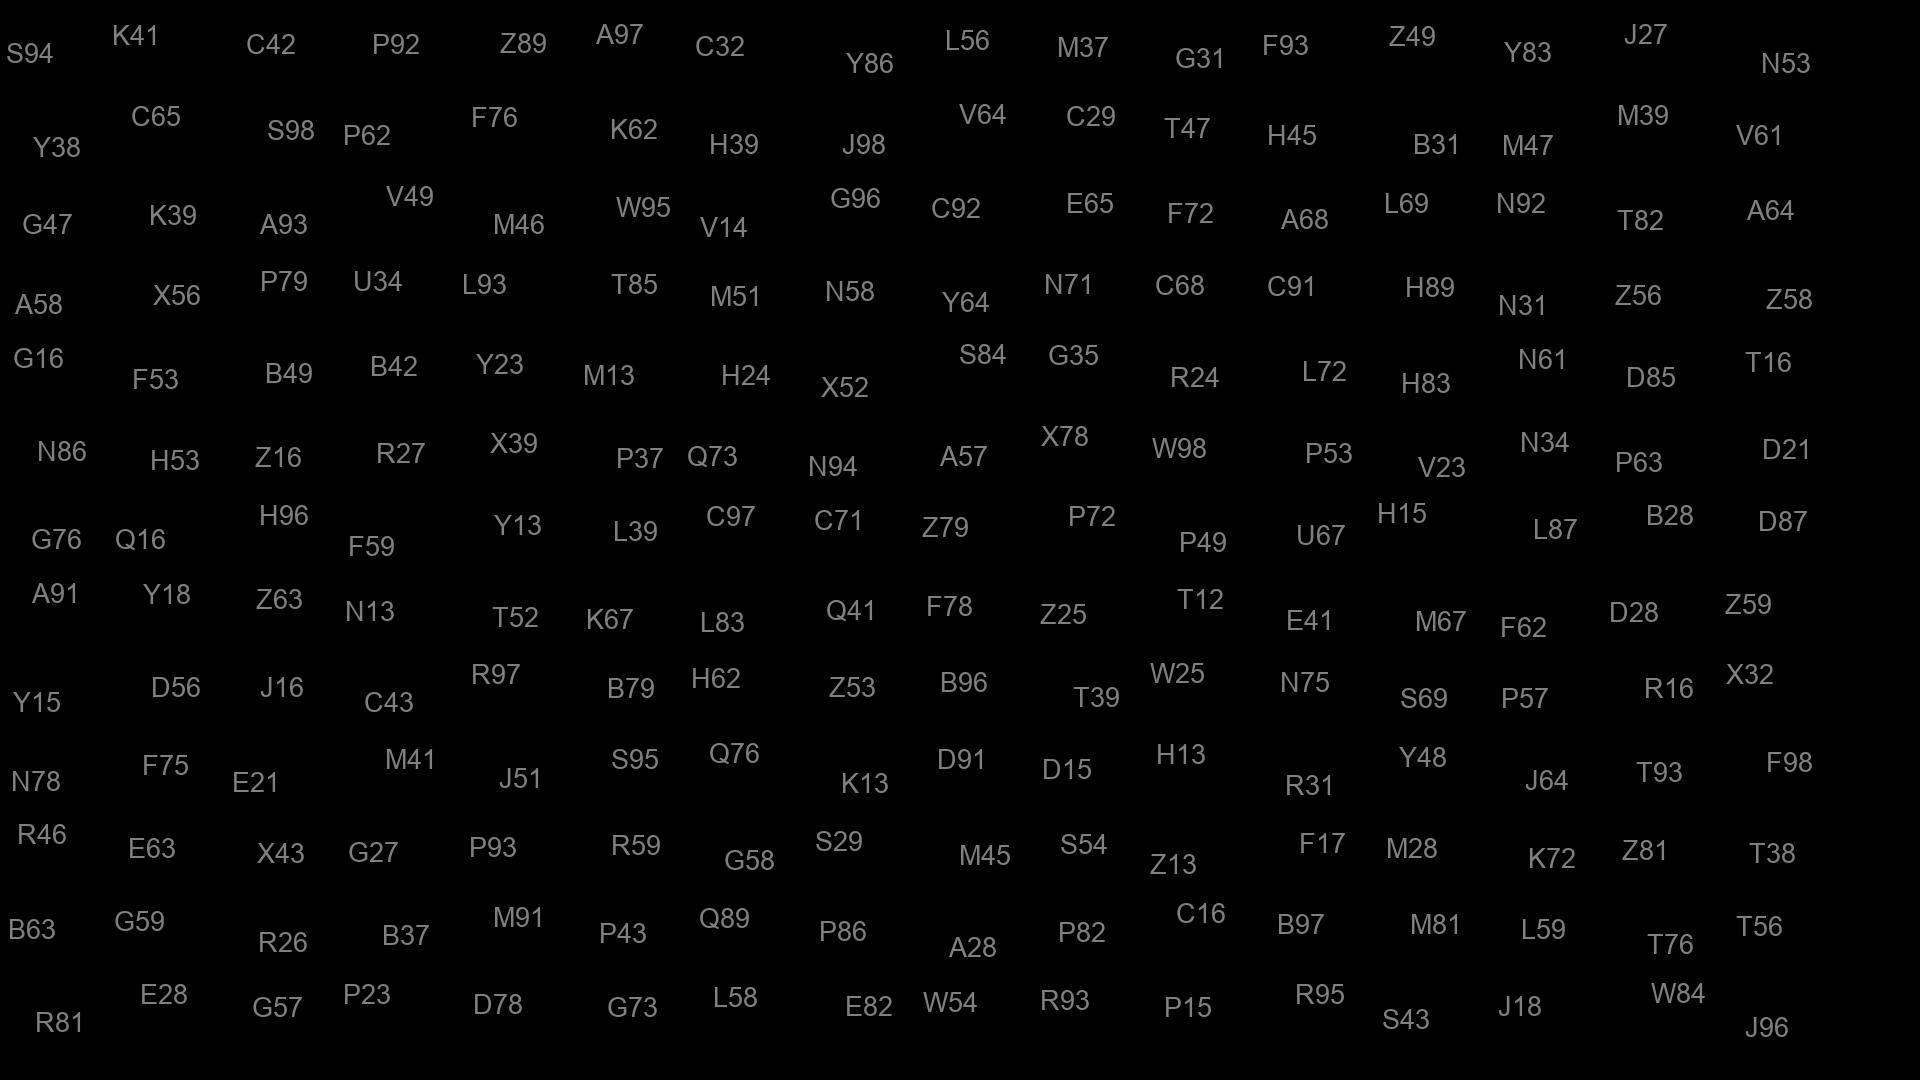 S94 K41 C42 P92 Z89 A97 C32 Y86 L56 M37 G31 F93 Z49 Y83 J27 N53
Y38 C65 S98 P62 F76 K62 H39 J98 V64 C29 T47 H45 B31 M47 M39 V61
G47 K39 A93 V49 M46 W95 V14 G96 C92 E65 F72 A68 L69 N92 T82 A64
A58 X56 P79 U34 L93 T85 M51 N58 Y64 N71 C68 C91 H89 N31 Z56 Z58
G16 F53 B49 B42 Y23 M13 H24 X52 S84 G35 R24 L72 H83 N61 D85 T16
N86 H53 Z16 R27 X39 P37 Q73 N94 A57 X78 W98 P53 V23 N34 P63 D21
G76 Q16 H96 F59 Y13 L39 C97 C71 Z79 P72 P49 U67 H15 L87 B28 D87
A91 Y18 Z63 N13 T52 K67 L83 Q41 F78 Z25 T12 E41 M67 F62 D28 Z59
Y15 D56 J16 C43 R97 B79 H62 Z53 B96 T39 W25 N75 S69 P57 R16 X32
N78 F75 E21 M41 J51 S95 Q76 K13 D91 D15 H13 R31 Y48 J64 T93 F98
R46 E63 X43 G27 P93 R59 G58 S29 M45 S54 Z13 F17 M28 K72 Z81 T38
B63 G59 R26 B37 M91 P43 Q89 P86 A28 P82 C16 B97 M81 L59 T76 T56
R81 E28 G57 P23 D78 G73 L58 E82 W54 R93 P15 R95 S43 J18 W84 J96